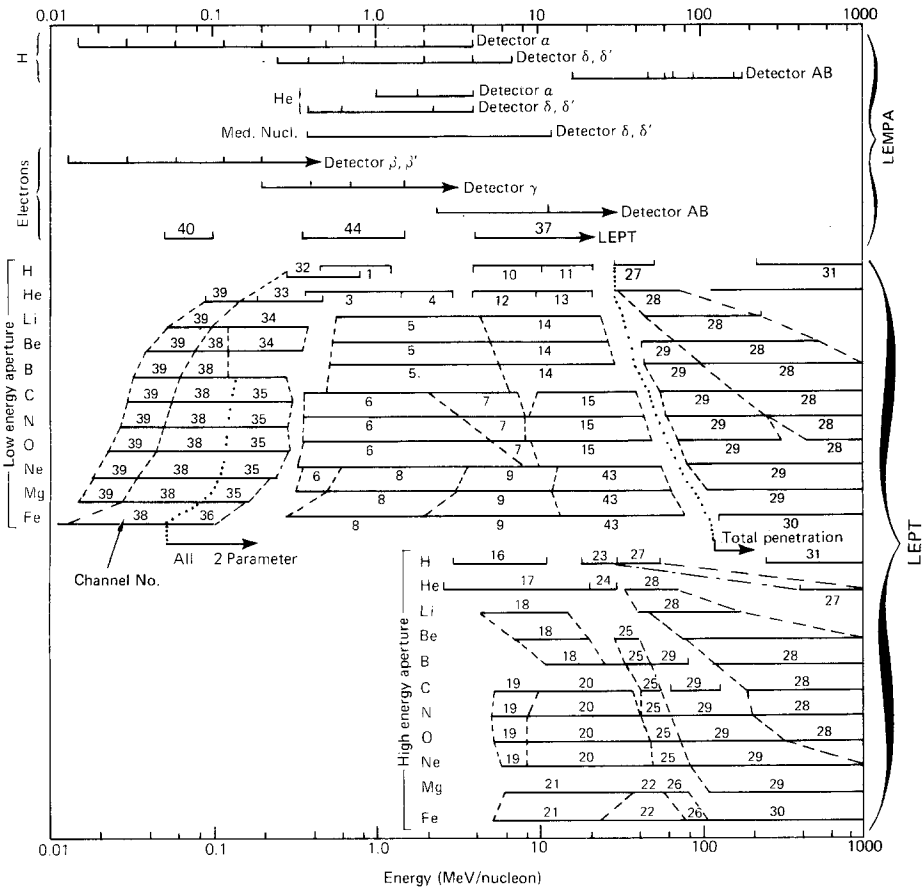 0.01 0.1 1.0 10 100 1000
Detector α
H
Detector δ, δ'
Detector AB
He
Detector α
Detector δ, δ'
Med. Nucl.
Detector δ, δ'
LEMPA
Electrons
Detector β, β'
Detector γ
Detector AB
40 44 37
LEPT
Low energy aperture
H 32 1 10 11 27 31
He 39 33 3 4 12 13 28
Li 39 34 5 14 28
Be 39 38 34 5 14 29 28
B 39 38 5 14 29 28
C 39 38 35 6 7 15 29 28
N 39 38 35 6 7 15 29 28
O 39 38 35 6 7 15 29 28
Ne 39 38 35 6 8 9 43 29
Mg 39 38 35 8 9 43 29
Fe 38 36 8 9 43 30
All 2 Parameter
Total penetration
Channel No.
LEPT
High energy aperture
H 16 23 27 31
He 17 24 28 27
Li 18 28
Be 18 25
B 18 25 29 28
C 19 20 25 29 28
N 19 20 25 29 28
O 19 20 25 29 28
Ne 19 20 25 29
Mg 21 22 26 29
Fe 21 22 26 30
0.01 0.1 1.0 10 100 1000
Energy (MeV/nucleon)